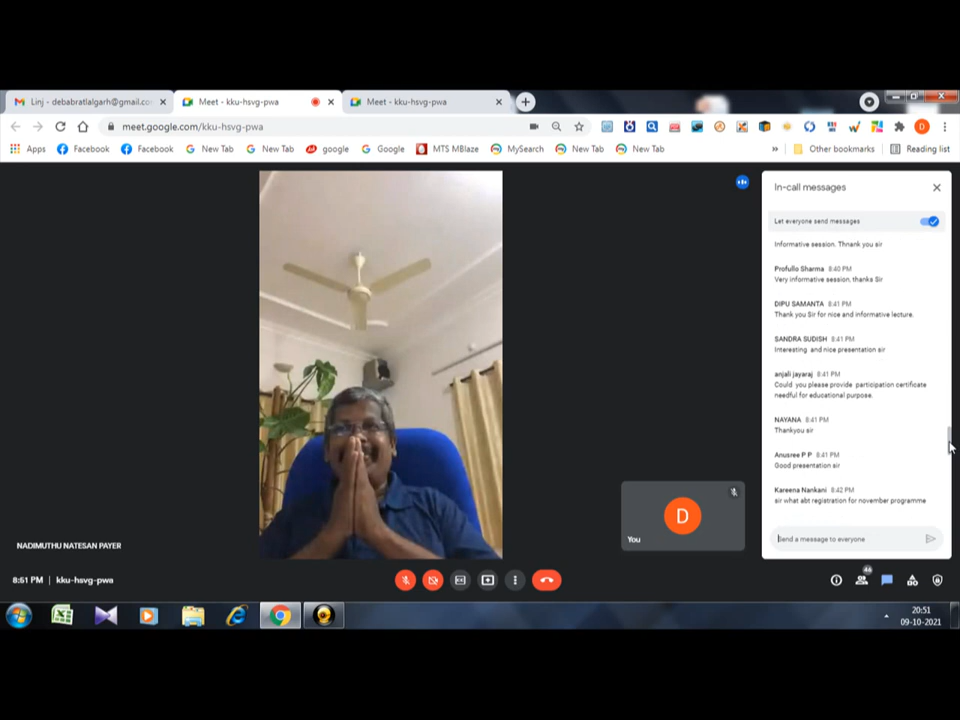 Linj - debabratlalgarh@gmail.co
Meet - kku-hsvg-pwa
Meet - kku-hsvg-pwa
meet.google.com/kku-hsvg-pwa
D
Apps
Facebook
Facebook
New Tab
New Tab
google
Google
MTS MBlaze
MySearch
New Tab
New Tab
»
Other bookmarks
Reading list
In-call messages
Let everyone send messages
Informative session. Thnank you sir
Profullo Sharma 8:40 PM
Very informative session, thanks Sir
DIPU SAMANTA 8:41 PM
Thank you Sir for nice and informative lecture.
SANDRA SUDISH 8:41 PM
Interesting and nice presentation sir
anjali jayaraj 8:41 PM
Could you please provide participation certificate
needful for educational purpose.
NAYANA 8:41 PM
Thankyou sir
Anusree P P 8:41 PM
Good presentation sir
Kareena Nankani 8:42 PM
sir what abt registration for november programme
Send a message to everyone
D
You
NADIMUTHU NATESAN PAYER
8:51 PM | kku-hsvg-pwa
20:51
09-10-2021